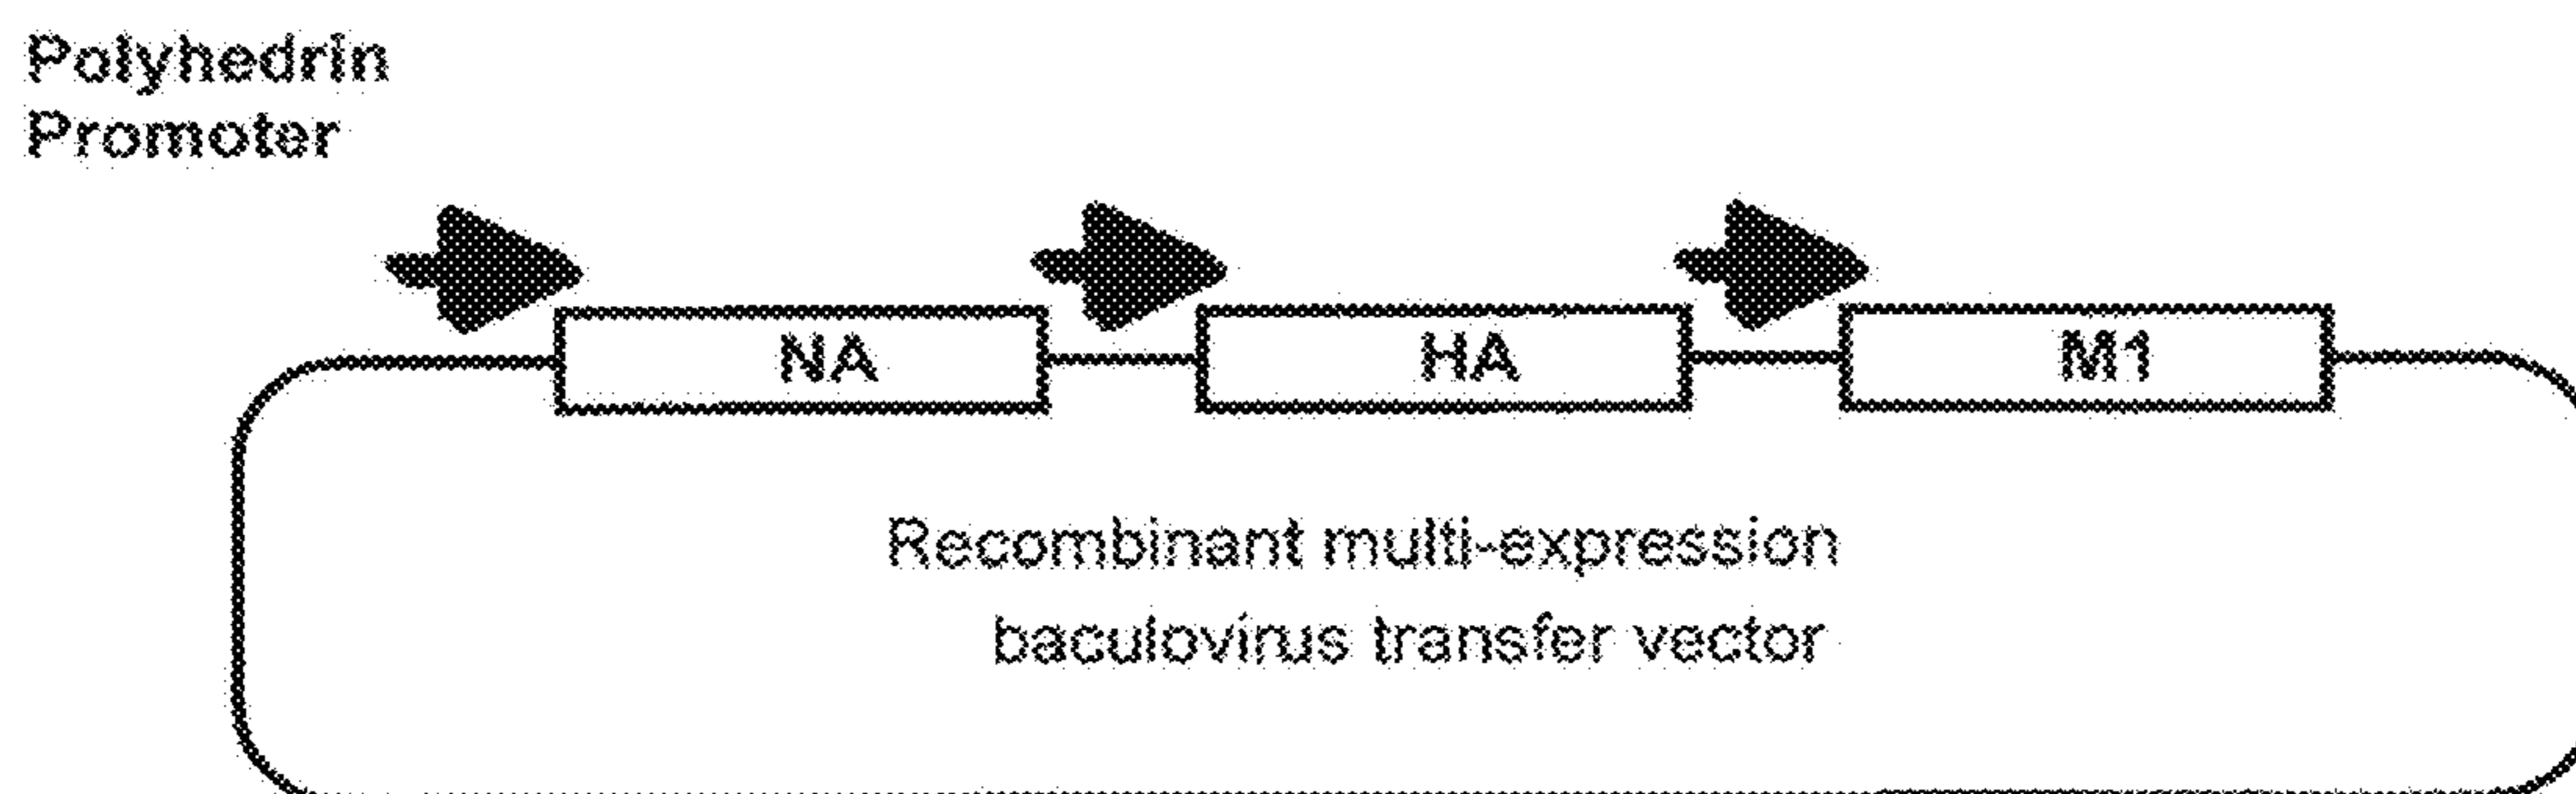 Polyhedrin
Promoter
NA
HA
M1
Recombinant multi-expression
baculovirus transfer vector